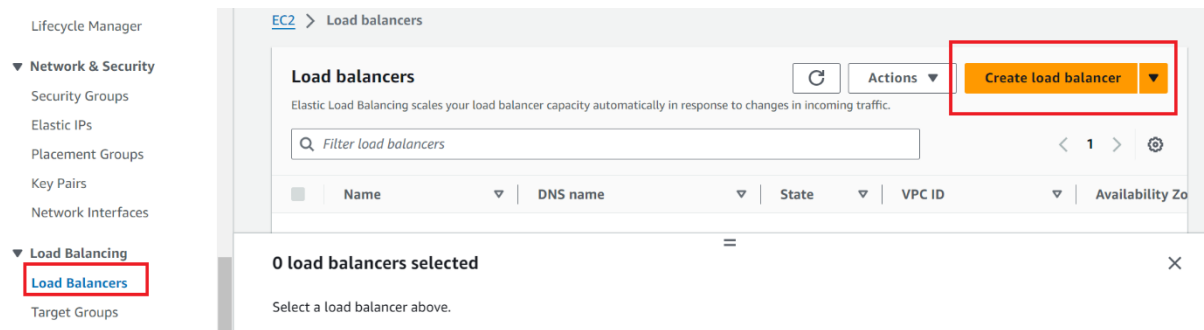 Lifecycle Manager
Network & Security
Security Groups
Elastic IPs
Placement Groups
Key Pairs
Network Interfaces
Load Balancing
Load Balancers
Target Groups
EC2 > Load balancers
Load balancers
Actions
Create load balancer
Elastic Load Balancing scales your load balancer capacity automatically in response to changes in incoming traffic.
Filter load balancers
< 1 >
Name DNS name State VPC ID Availability Zo
0 load balancers selected
Select a load balancer above.